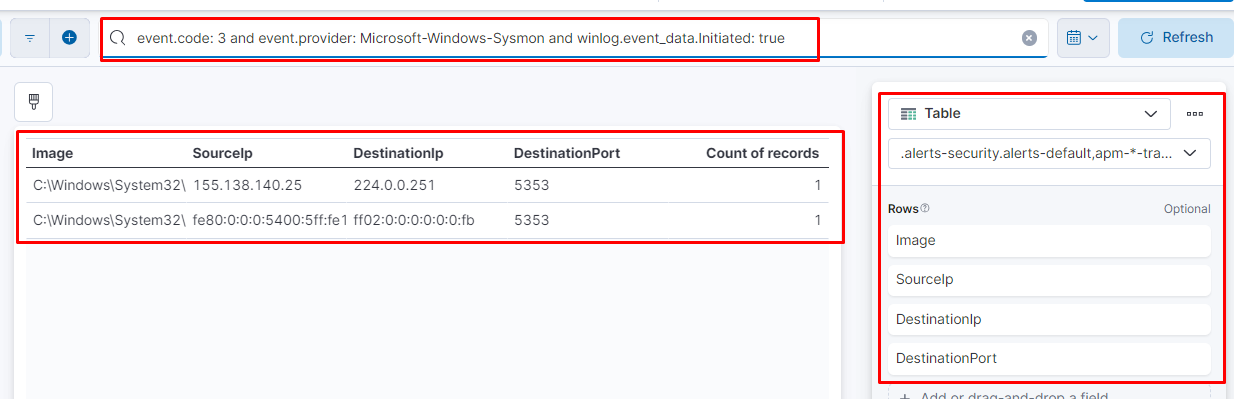 event.code: 3 and event.provider: Microsoft-Windows-Sysmon and winlog.event_data.Initiated: true
Refresh
Image SourceIp DestinationIp DestinationPort Count of records
C:\Windows\System32\ 155.138.140.25 224.0.0.251 5353 1
C:\Windows\System32\ fe80:0:0:0:5400:5ff:fe1 ff02:0:0:0:0:0:0:fb 5353 1
Table
.alerts-security.alerts-default,apm-*-tra...
Rows Optional
Image
SourceIp
DestinationIp
DestinationPort
Add or drag-and-drop a field